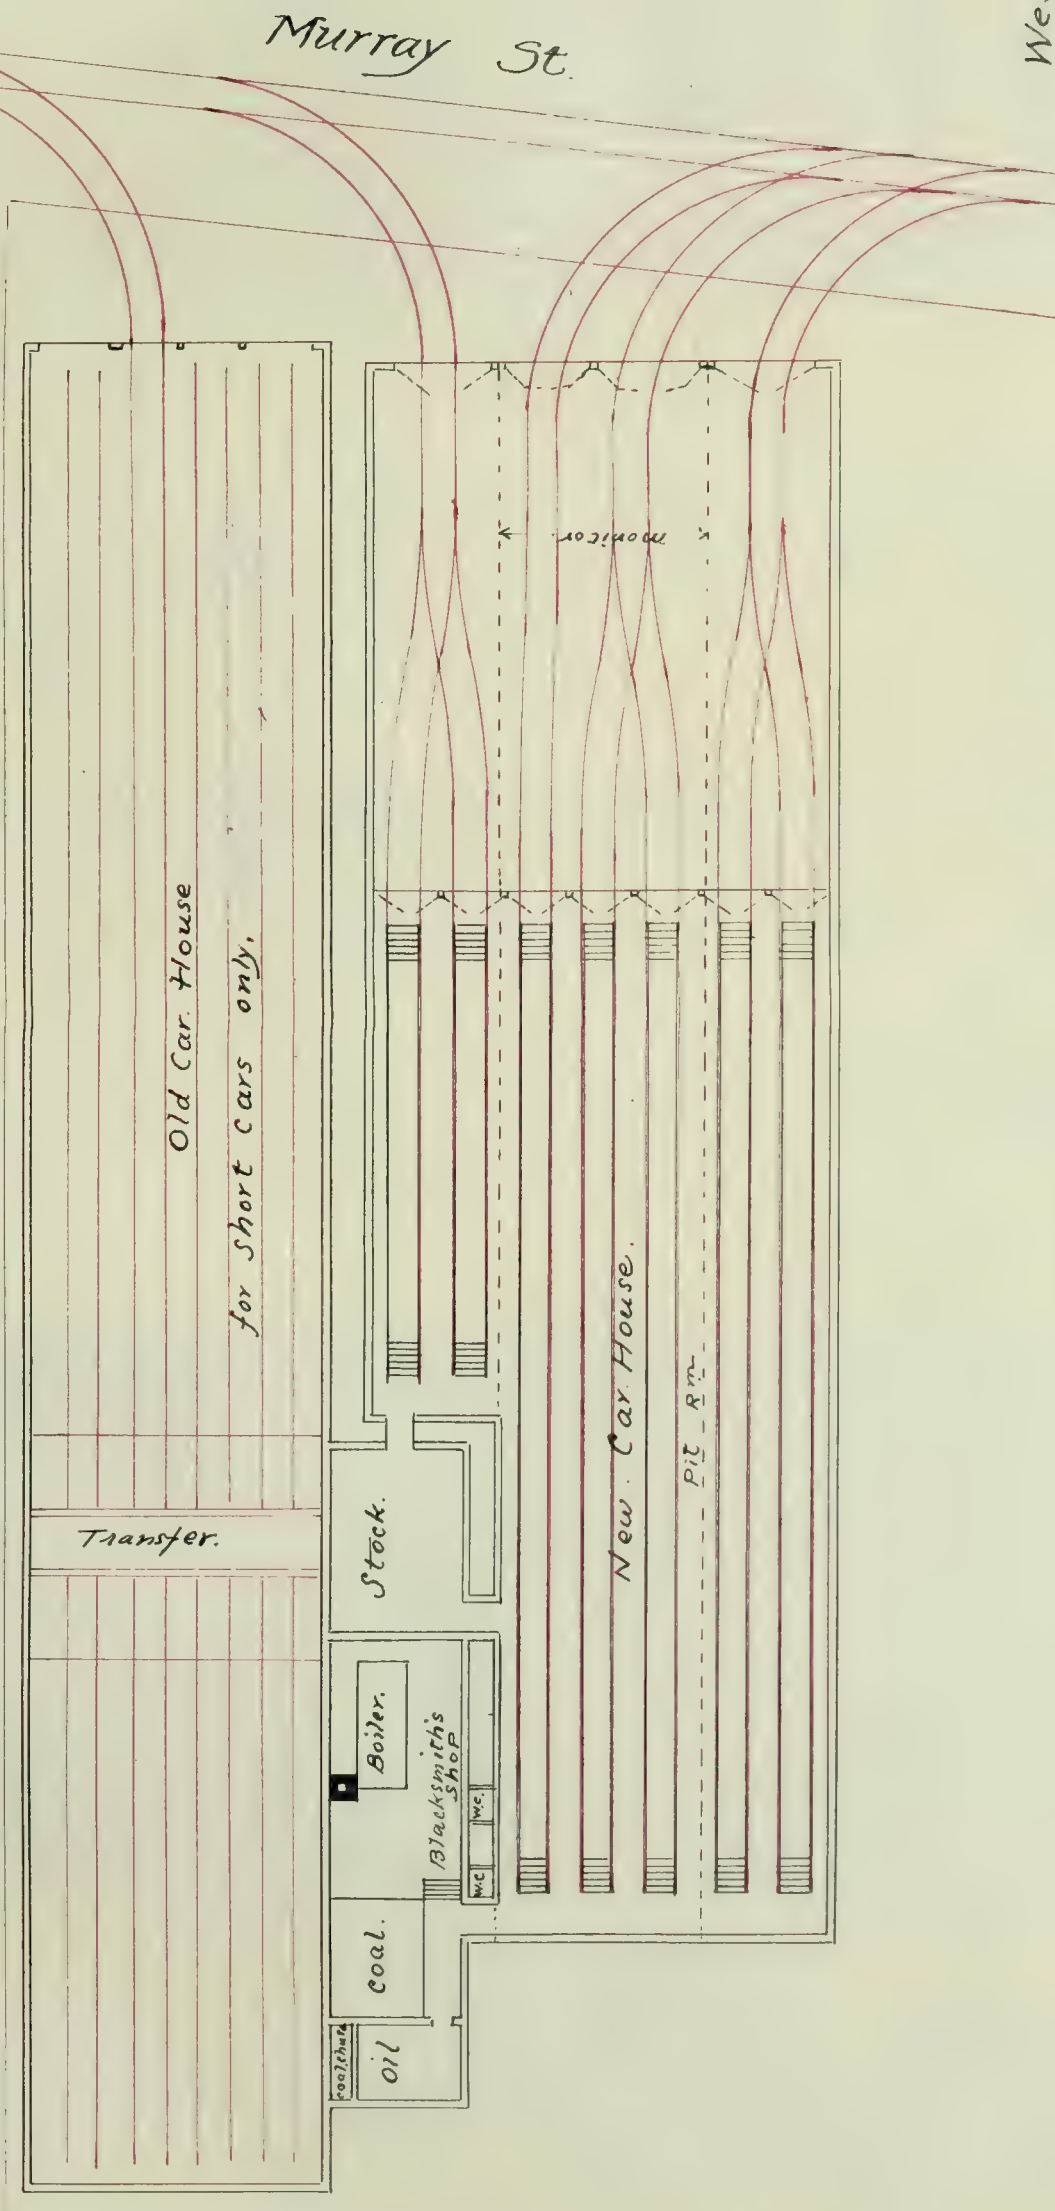 Murray St.
We
monitor
Old Car. House
for short cars only.
New. Car. House.
Pit Rm
Transfer.
Stock.
Boiler.
Blacksmith's
Shop
W.C.
W.C
Coal.
Coal chute
Oil